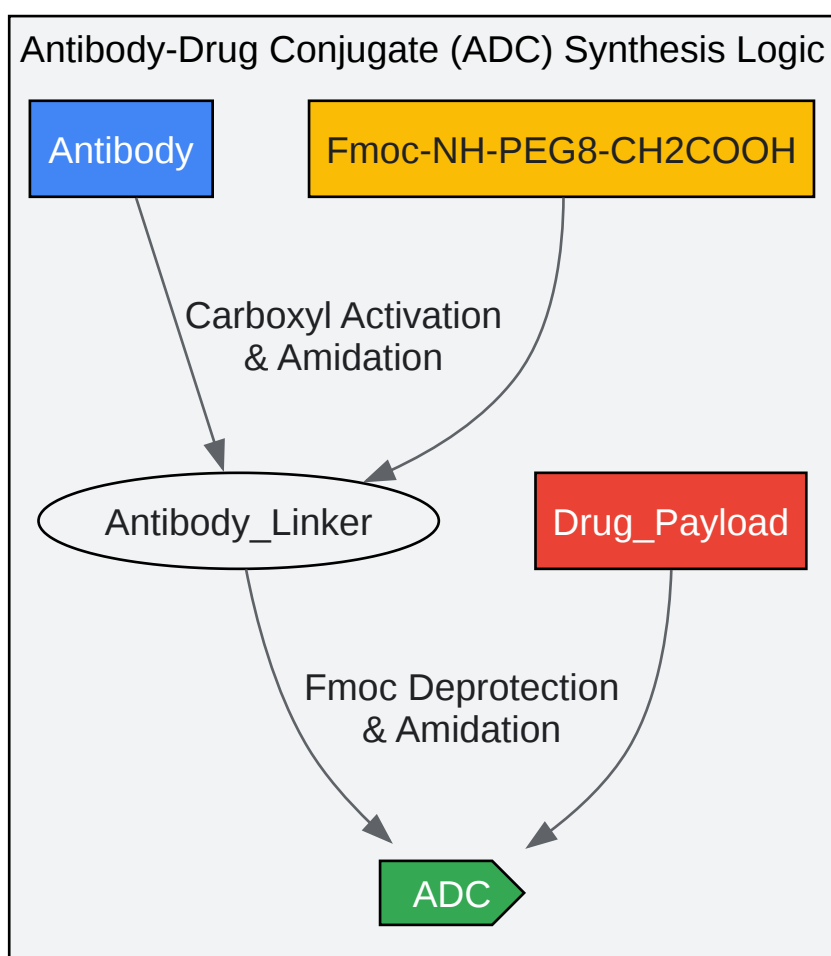 Antibody-Drug Conjugate (ADC) Synthesis Logic
Antibody
Fmoc-NH-PEG8-CH2COOH
Carboxyl Activation
& Amidation
Antibody_Linker
Drug_Payload
Fmoc Deprotection
& Amidation
ADC